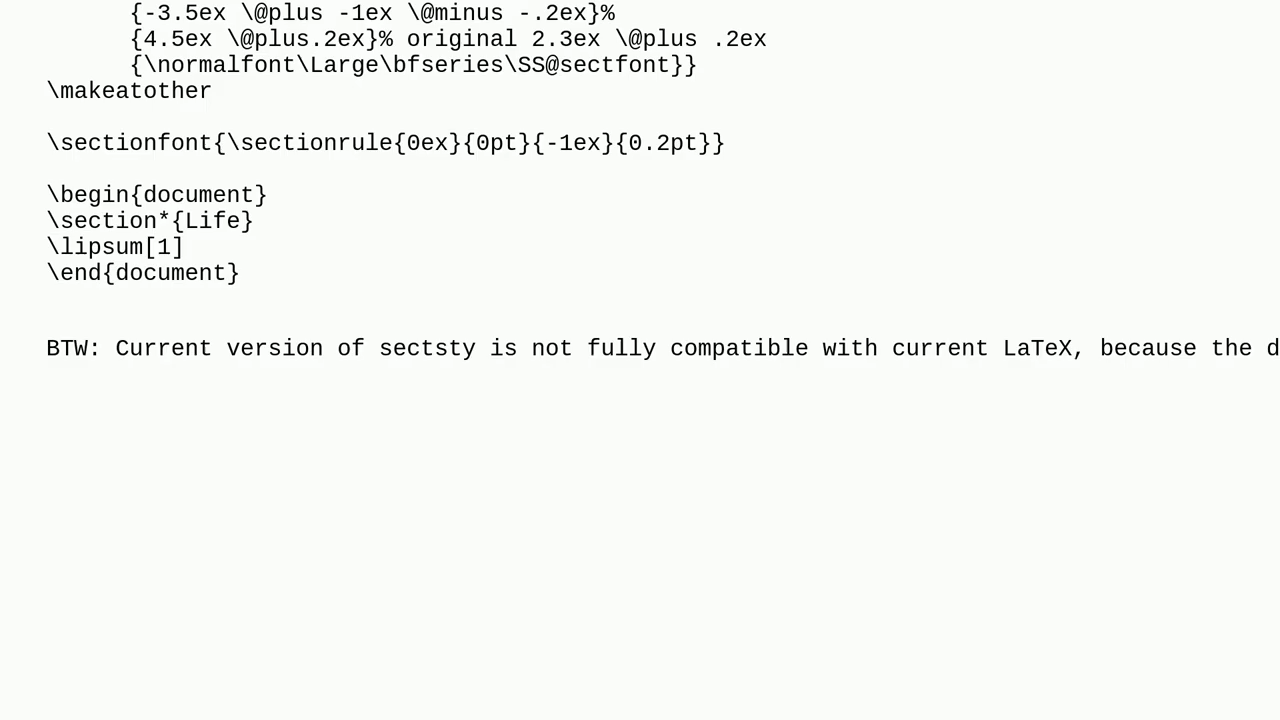 {-3.5ex \@plus -1ex \@minus -.2ex}%
{4.5ex \@plus.2ex}% original 2.3ex \@plus .2ex
{\normalfont\Large\bfseries\SS@sectfont}}
\makeatother
\sectionfont{\sectionrule{0ex}{0pt}{-1ex}{0.2pt}}
\begin{document}
\section*{Life}
\lipsum[1]
\end{document}
BTW: Current version of sectsty is not fully compatible with current LaTeX, because the